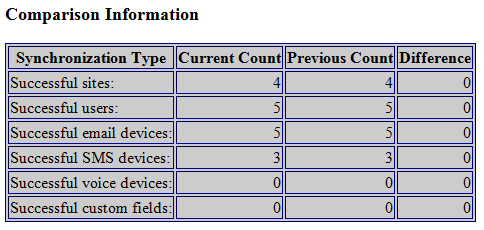 Comparison Information
Synchronization Type Current Count Previous Count Difference
Successful sites: 4 4 0
Successful users: 5 5 0
Successful email devices: 5 5 0
Successful SMS devices: 3 3 0
Successful voice devices: 0 0 0
Successful custom fields: 0 0 0